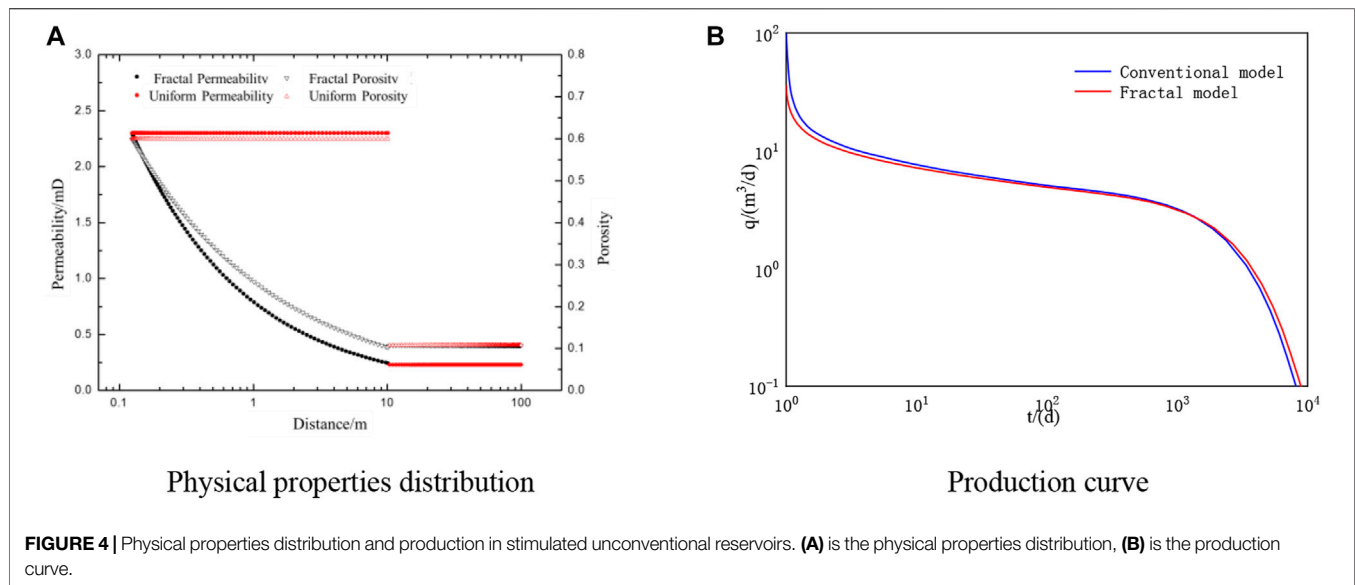 A
3.0
2.5
2.0
1.5
1.0
0.5
0.0
Permeability/mD
Fractal Permeability
Fractal Porosity
Uniform Permeability
Uniform Porosity
0.8
0.7
0.6
0.5
0.4
0.3
0.2
0.1
0.0
Porosity
0.1 1 10 100
Distance/m
Physical properties distribution
B
10²
10¹
10⁰
10⁻¹
q/(m³/d)
Conventional model
Fractal model
10⁰ 10¹ 10² 10³ 10⁴
t/(d)
Production curve
FIGURE 4 | Physical properties distribution and production in stimulated unconventional reservoirs. (A) is the physical properties distribution, (B) is the production
curve.